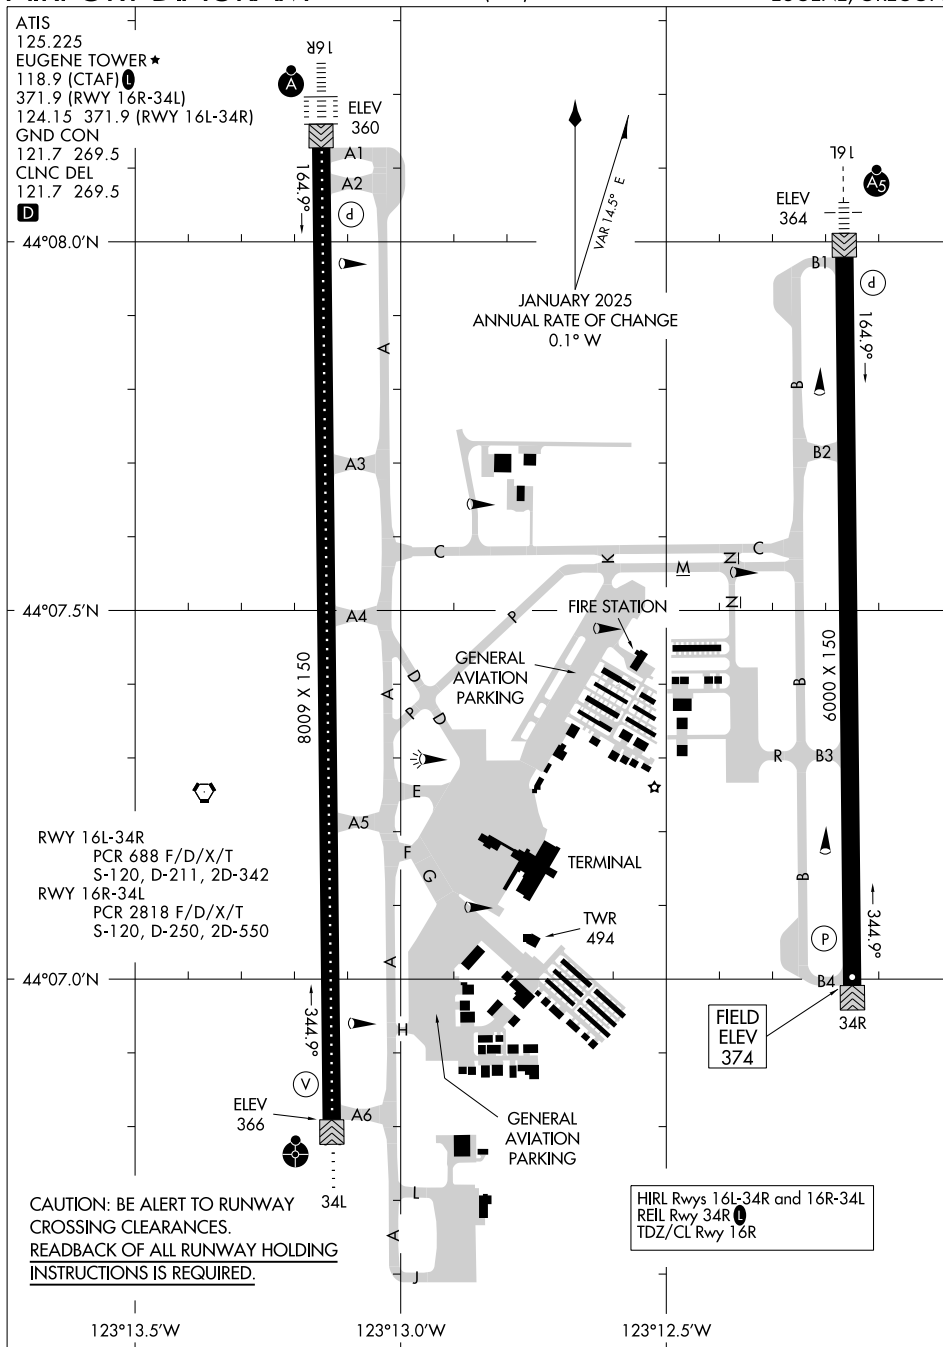 ATIS
125.225
EUGENE TOWER★
118.9 (CTAF) L
371.9 (RWY 16R-34L)
124.15 371.9 (RWY 16L-34R)
GND CON
121.7 269.5
CLNC DEL
121.7 269.5
D
16R
A
ELEV
360
A1
A2
164.9°
P
VAR 14.5° E
JANUARY 2025
ANNUAL RATE OF CHANGE
0.1° W
16L
A5
ELEV
364
B1
P
164.9°
44°08.0'N
A
B
A3
B2
C
C
K
M
N
N
44°07.5'N
A4
FIRE STATION
P
GENERAL
AVIATION
PARKING
D
A
P
D
8009 X 150
6000 X 150
B
R
B3
E
A5
F
G
TERMINAL
RWY 16L-34R
PCR 688 F/D/X/T
S-120, D-211, 2D-342
RWY 16R-34L
PCR 2818 F/D/X/T
S-120, D-250, 2D-550
B
TWR
494
P
344.9°
44°07.0'N
A
B4
34R
FIELD
ELEV
374
344.9°
H
V
ELEV
366
A6
GENERAL
AVIATION
PARKING
34L
L
A
J
CAUTION: BE ALERT TO RUNWAY
CROSSING CLEARANCES.
READBACK OF ALL RUNWAY HOLDING
INSTRUCTIONS IS REQUIRED.
HIRL Rwys 16L-34R and 16R-34L
REIL Rwy 34R L
TDZ/CL Rwy 16R
123°13.5'W
123°13.0'W
123°12.5'W